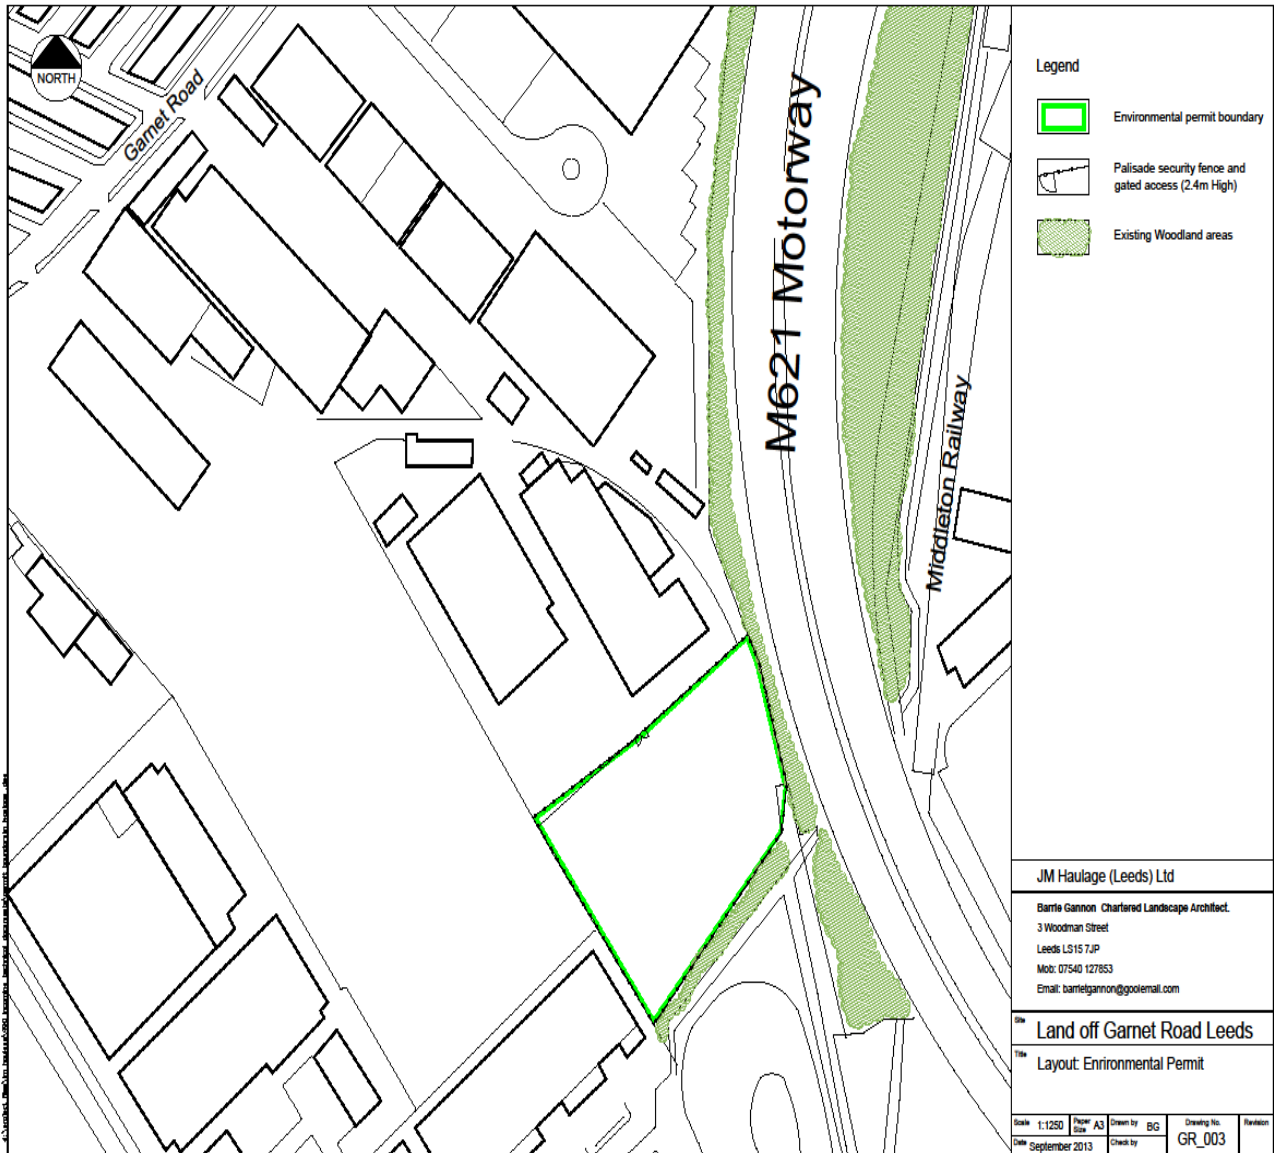 NORTH
Garnet Road
M621 Motorway
Middleton Railway
Legend
Environmental permit boundary
Palisade security fence and
gated access (2.4m High)
Existing Woodland areas
JM Haulage (Leeds) Ltd
Barrie Gannon Chartered Landscape Architect.
3 Woodman Street
Leeds LS15 7JP
Mob: 07540 127853
Email: barrietgannon@goolemail.com
Site Land off Garnet Road Leeds
Title Layout: Enrironmental Permit
Scale 1:1250 Paper Size A3 Drawn by BG Drawing No. GR_003 Revision
Date September 2013 Check by